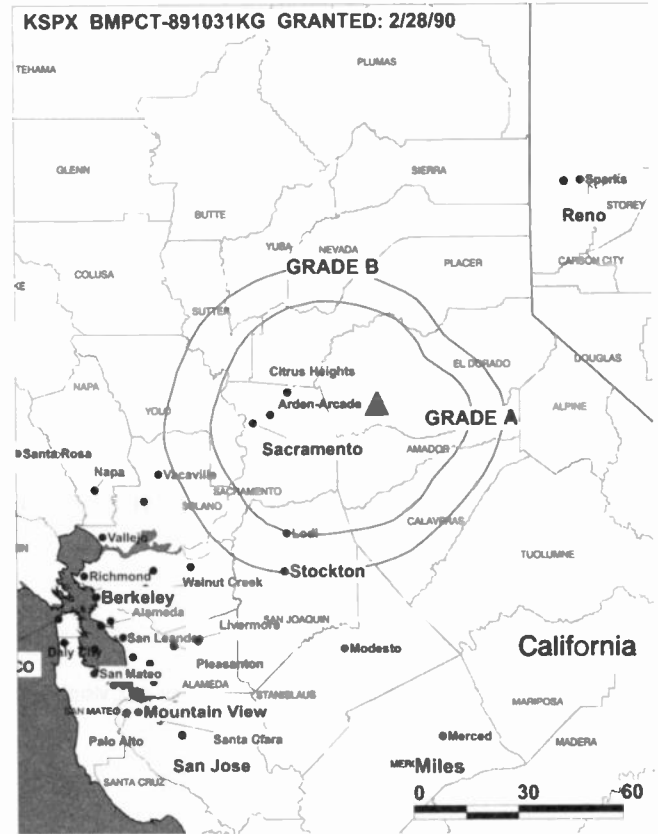 KSPX BMPCT-891031KG GRANTED: 2/28/90
TEHAMA
PLUMAS
GLENN
SIERRA
Sparks
STOREY
Reno
BUTTE
YUBA
NEVADA
PLACER
CARSON CITY
COLUSA
GRADE B
SUTTER
EL DORADO
DOUGLAS
Citrus Heights
NAPA
YOLO
Arden-Arcade
GRADE A
ALPINE
Sacramento
AMADOR
Santa Rosa
Napa
Vacaville
SACRAMENTO
SOLANO
CALAVERAS
Lodi
Vallejo
TUOLUMNE
Richmond
Walnut Creek
Stockton
Berkeley
Alameda
SAN JOAQUIN
Livermore
San Leandro
Modesto
California
Daly City
CO
Pleasanton
San Mateo
ALAMEDA
STANISLAUS
MARIPOSA
SAN MATEO
Mountain View
Palo Alto
Santa Clara
Merced
MADERA
San Jose
MER
Miles
SANTA CRUZ
0 30 ~60